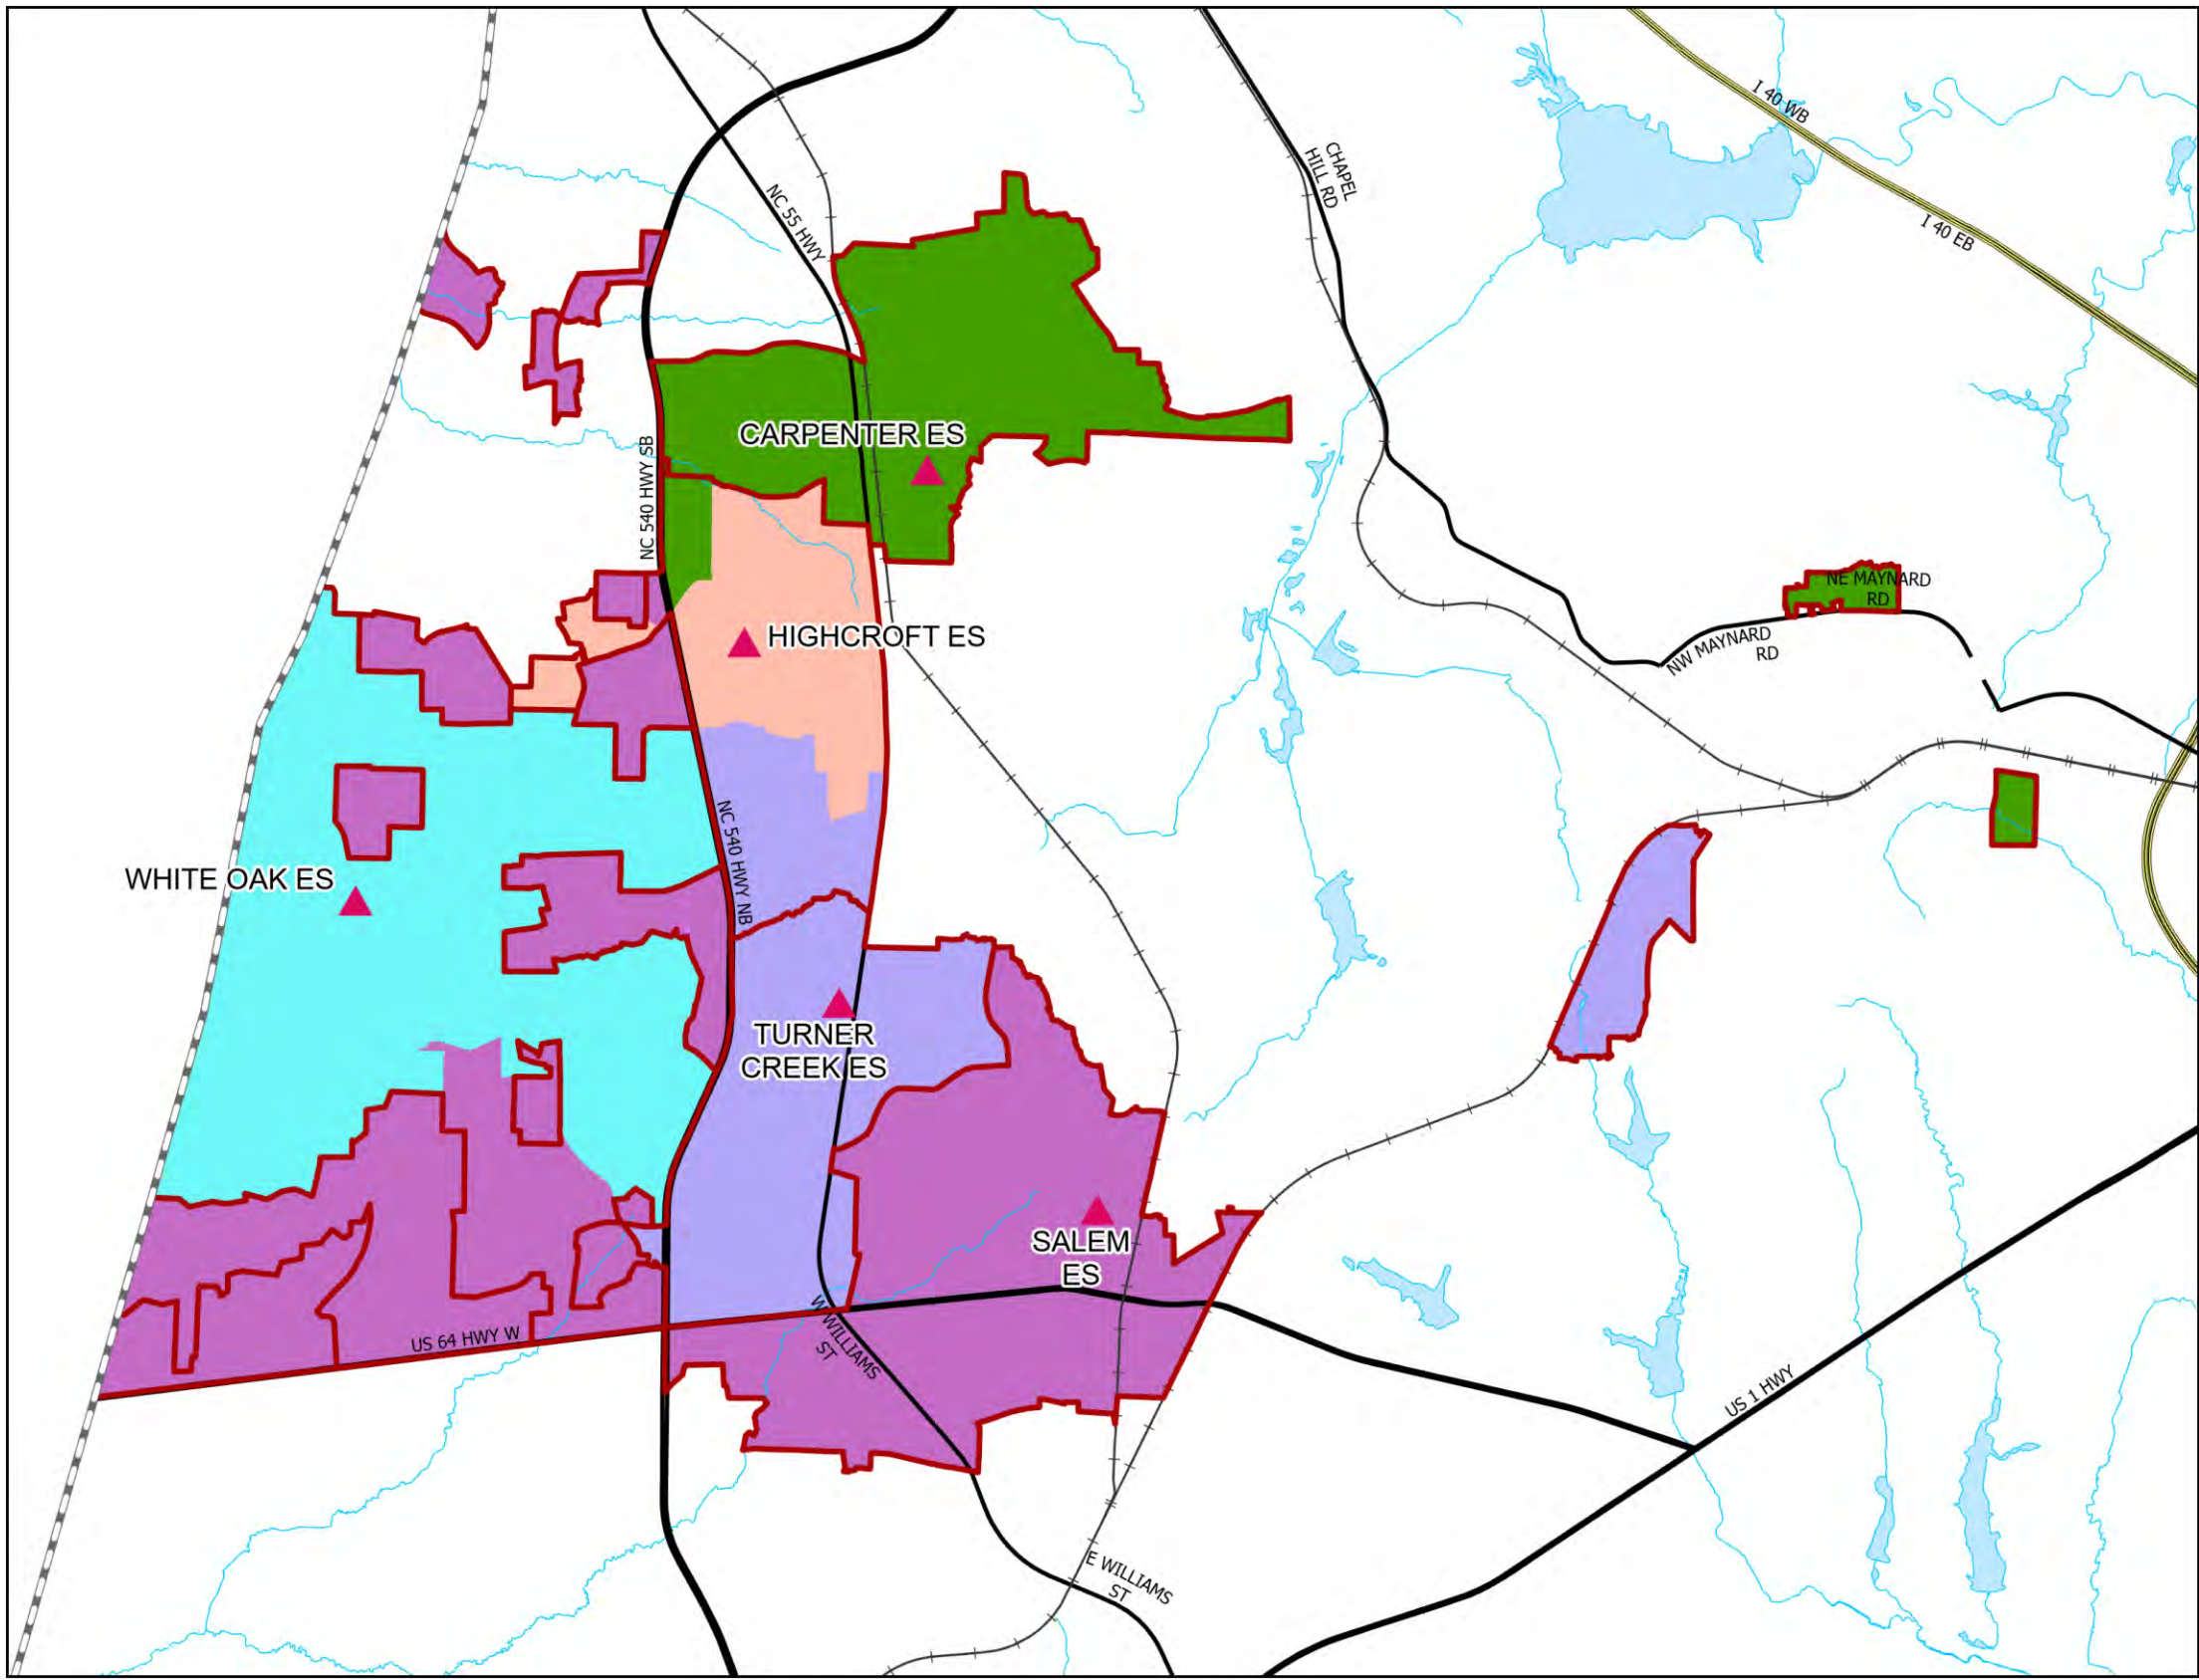 I 40 WB
CHAPEL
HILL RD
NC 55 HWY
I 40 EB
CARPENTER ES
NC 540 HWY SB
NE MAYNARD
RD
HIGHCROFT ES
NW MAYNARD
RD
NC 540 HWY NB
WHITE OAK ES
TURNER
CREEK ES
SALEM
ES
US 64 HWY W
W WILLIAMS
ST
US 1 HWY
E WILLIAMS
ST